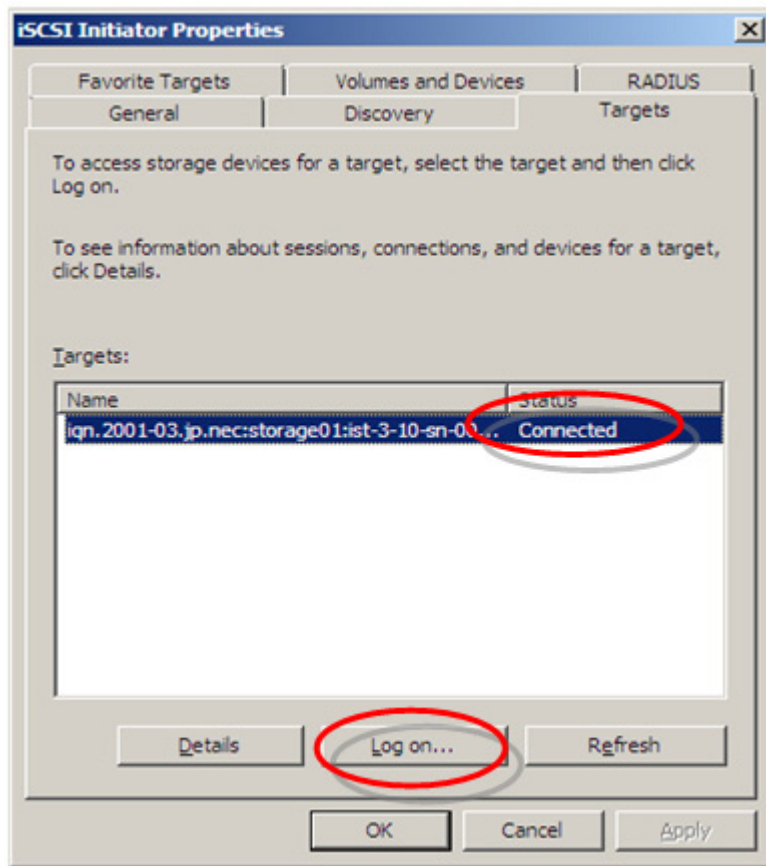 iSCSI Initiator Properties
Favorite Targets Volumes and Devices RADIUS
General Discovery Targets
To access storage devices for a target, select the target and then click
Log on.
To see information about sessions, connections, and devices for a target,
click Details.
Targets:
Name Status
iqn.2001-03.jp.nec:storage01:ist-3-10-sn-00... Connected
Details Log on... Refresh
OK Cancel Apply